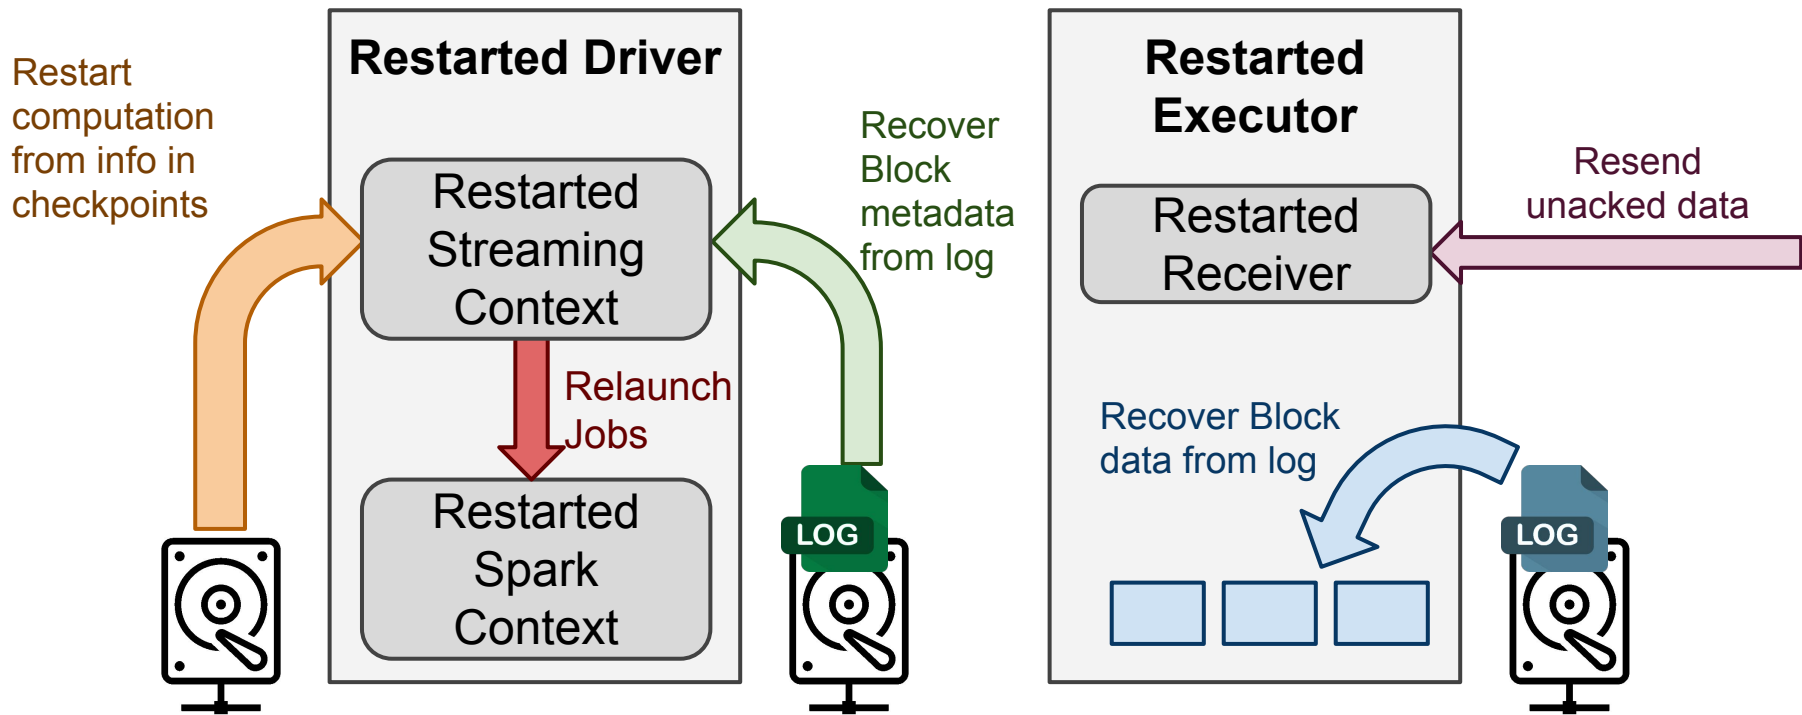 Restart
computation
from info in
checkpoints
Restarted Driver
Restarted
Streaming
Context
Relaunch
Jobs
Restarted
Spark
Context
Recover
Block
metadata
from log
LOG
Restarted
Executor
Restarted
Receiver
Resend
unacked data
Recover Block
data from log
LOG